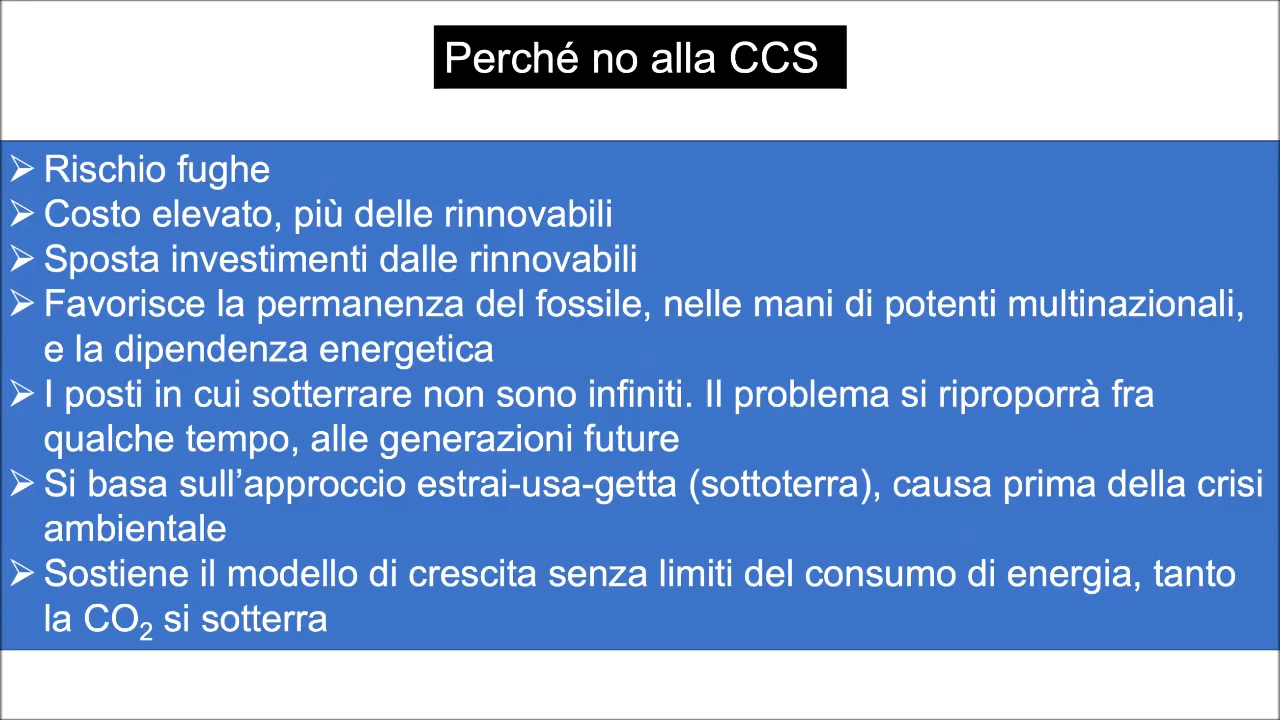 Perché no alla CCS
➢ Rischio fughe
➢ Costo elevato, più delle rinnovabili
➢ Sposta investimenti dalle rinnovabili
➢ Favorisce la permanenza del fossile, nelle mani di potenti multinazionali,
e la dipendenza energetica
➢ I posti in cui sotterrare non sono infiniti. Il problema si riproporrà fra
qualche tempo, alle generazioni future
➢ Si basa sull’approccio estrai-usa-getta (sottoterra), causa prima della crisi
ambientale
➢ Sostiene il modello di crescita senza limiti del consumo di energia, tanto
la CO₂ si sotterra